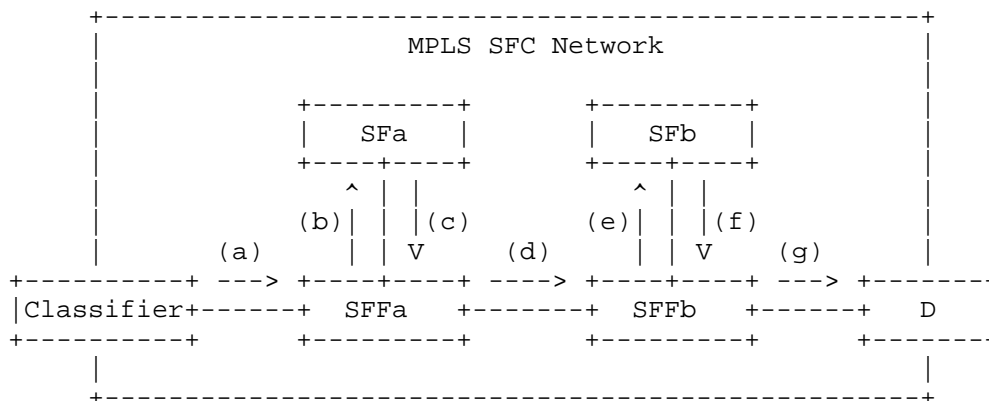 MPLS SFC Network
SFa SFb
(b) (c) (e) (f)
(a) (d) (g)
Classifier SFFa SFFb D